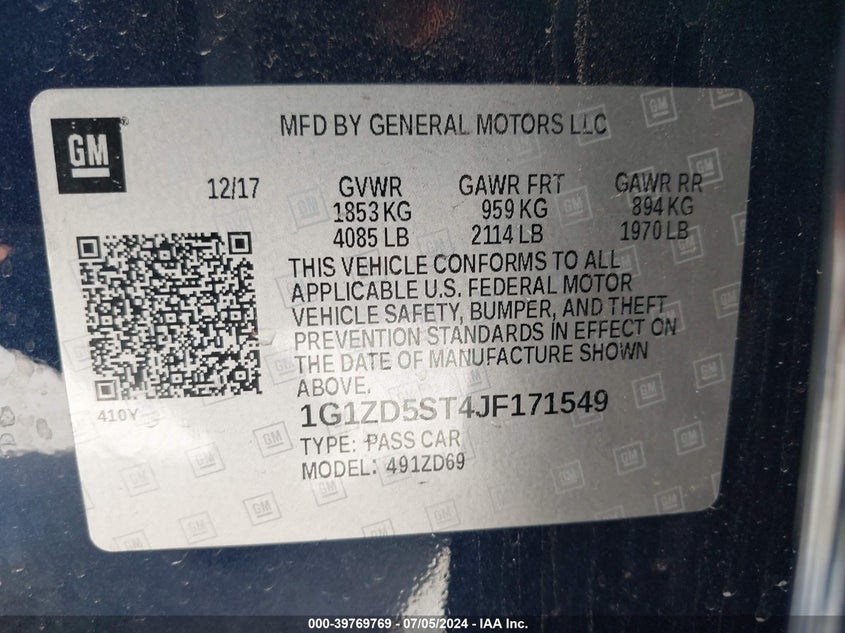 GM
MFD BY GENERAL MOTORS LLC
12/17
GVWR
1853 KG
4085 LB
GAWR FRT
959 KG
2114 LB
GAWR RR
894 KG
1970 LB
THIS VEHICLE CONFORMS TO ALL
APPLICABLE U.S. FEDERAL MOTOR
VEHICLE SAFETY, BUMPER, AND THEFT
PREVENTION STANDARDS IN EFFECT ON
THE DATE OF MANUFACTURE SHOWN
ABOVE.
410Y
1G1ZD5ST4JF171549
TYPE: PASS CAR
MODEL: 491ZD69
000-39769769 - 07/05/2024 - IAA Inc.